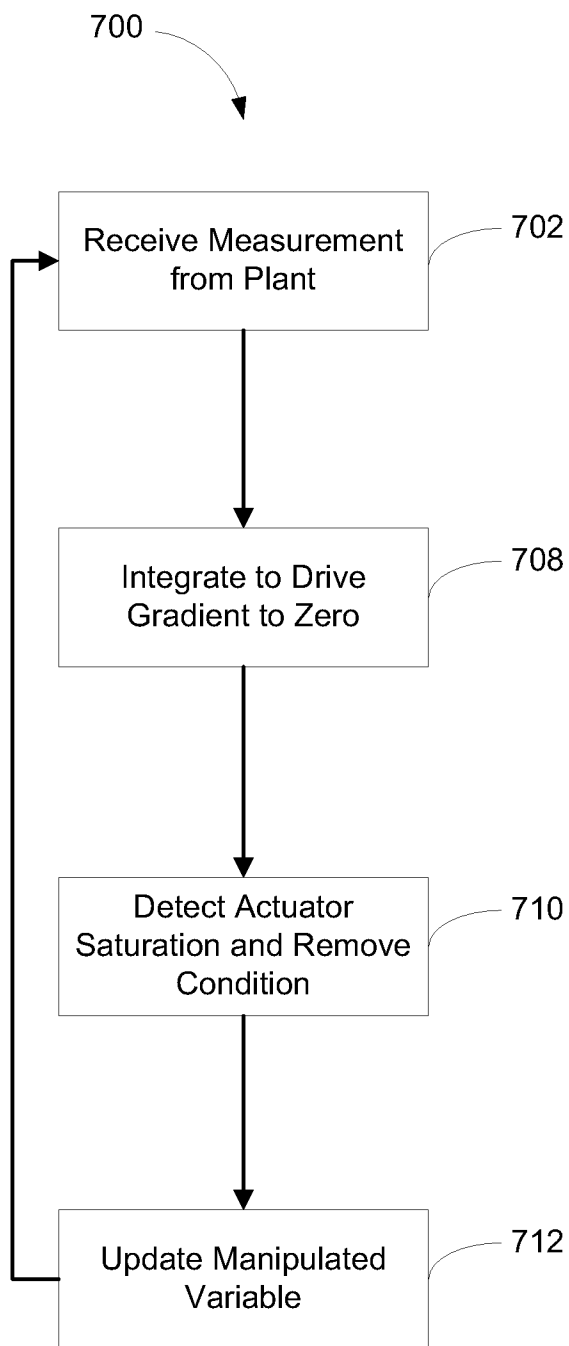 700
Receive Measurement
from Plant
702
Integrate to Drive
Gradient to Zero
708
Detect Actuator
Saturation and Remove
Condition
710
Update Manipulated
Variable
712